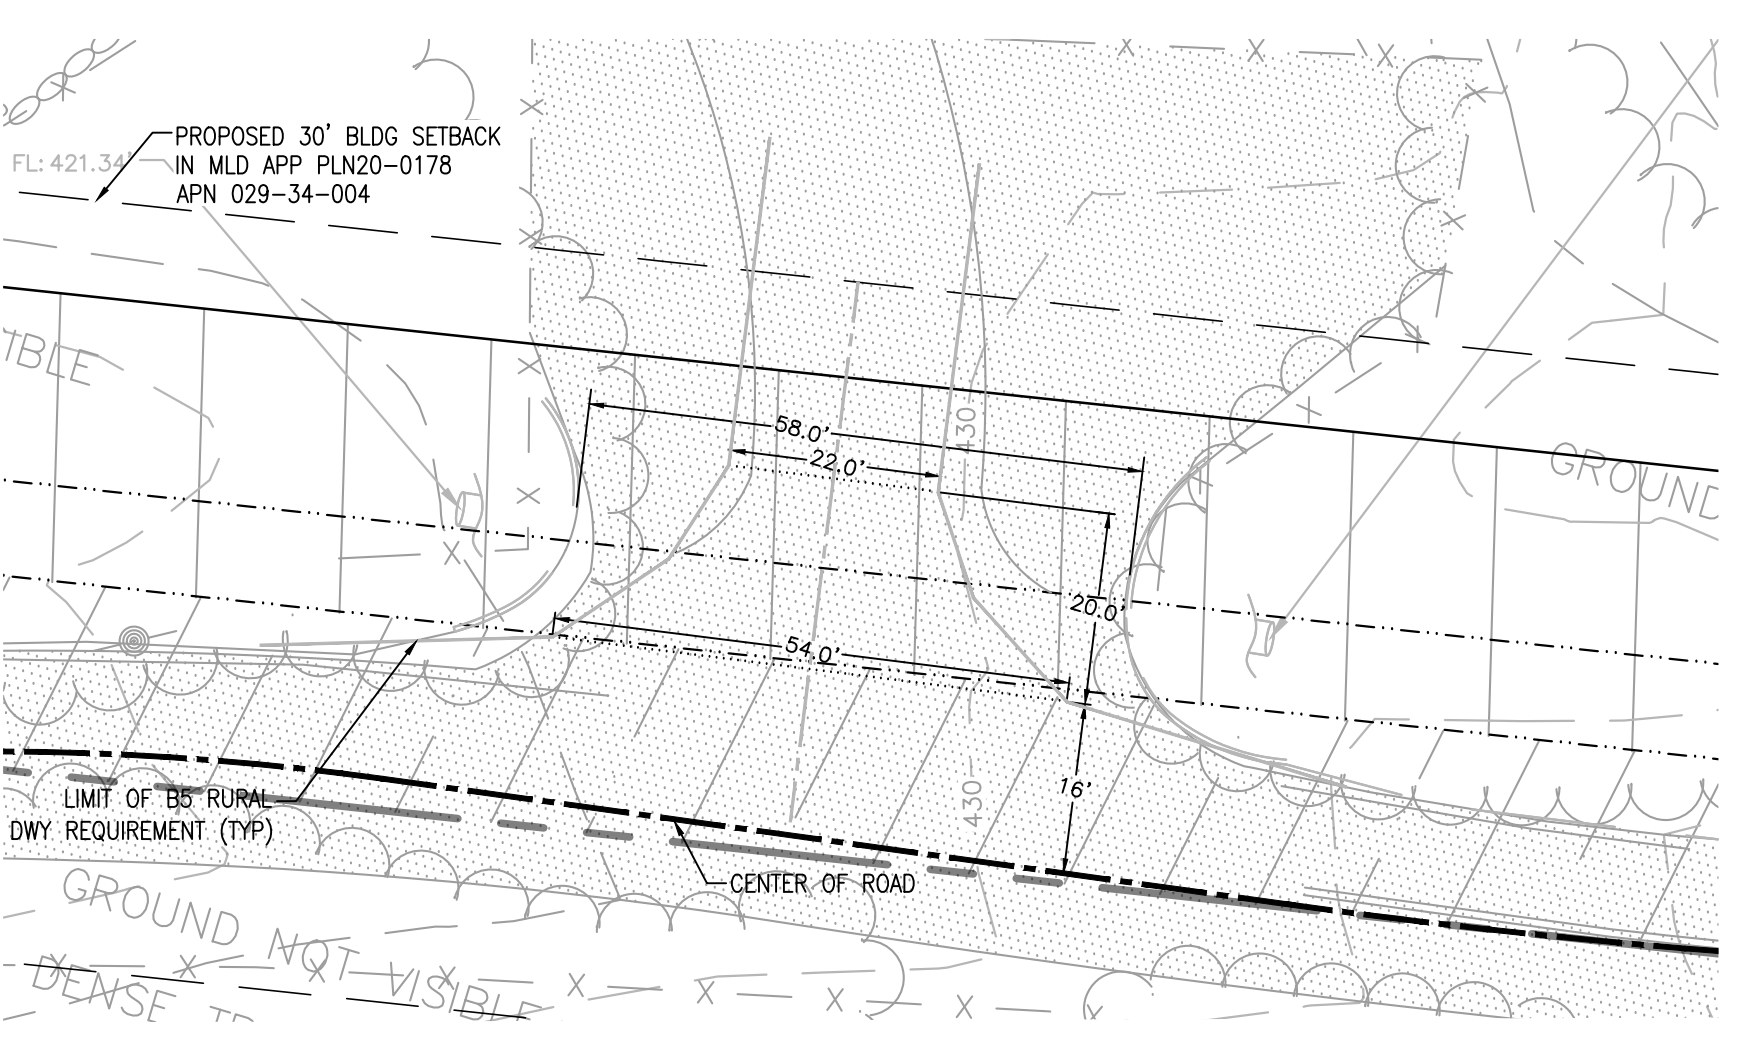 PROPOSED 30' BLDG SETBACK
IN MLD APP PLN20-0178
APN 029-34-004
FL: 421.34'
58.0'
22.0'
430
GROUND
20.0'
54.0'
16'
430
LIMIT OF B5 RURAL
DWY REQUIREMENT (TYP)
CENTER OF ROAD
GROUND NOT VISIBLE
DENSE